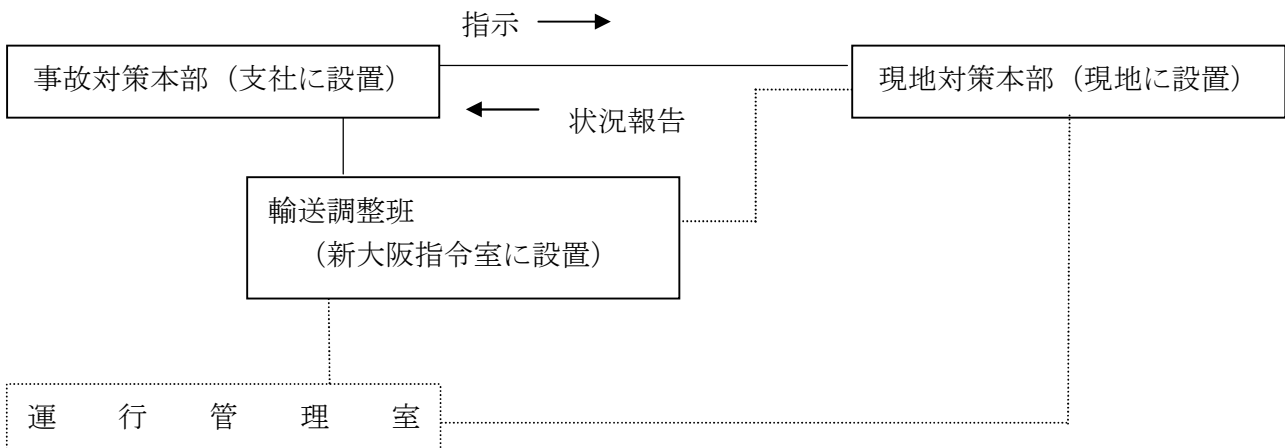 指示
事故対策本部（支社に設置）
現地対策本部（現地に設置）
状況報告
輸送調整班
（新大阪指令室に設置）
運行管理室